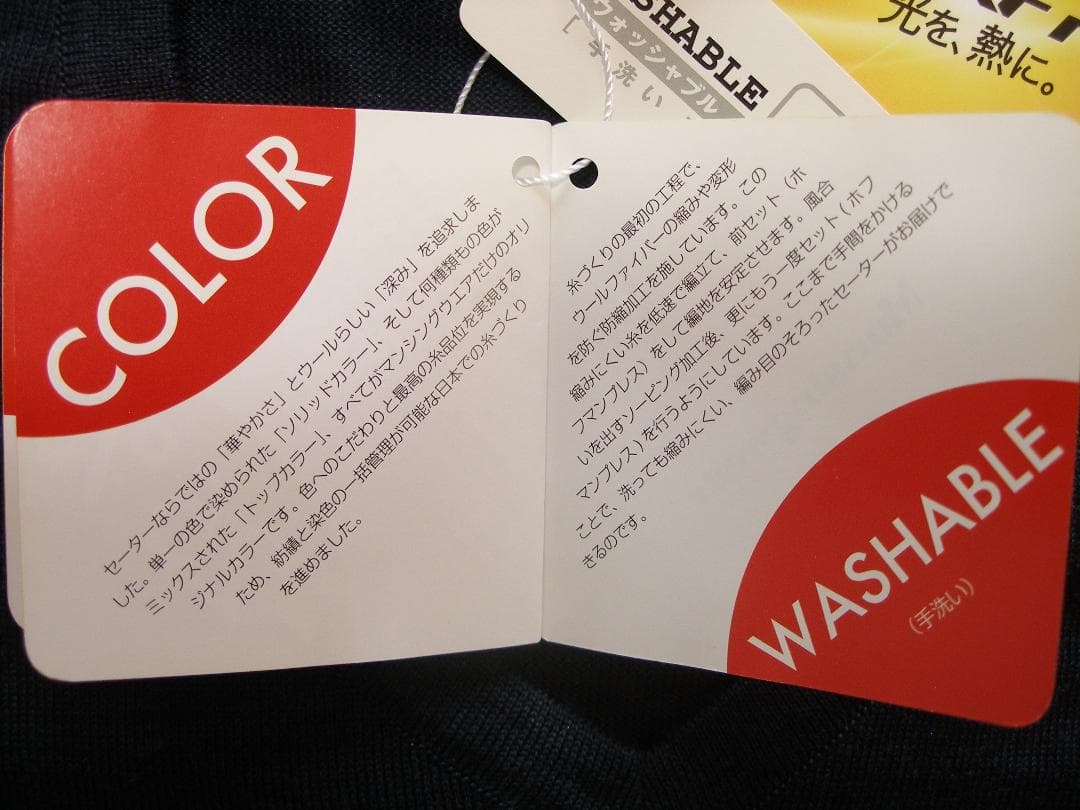 SHABLE
ウォッシャブル
[手洗い
光を、熱に。
COLOR
セーターならではの「華やかさ」とウールらしい「深み」を追求しま
した。単一の色で染められた「ソリッドカラー」、そして何種類もの色が
ミックスされた「トップカラー」、すべてがマンシングウエアだけのオリ
ジナルカラーです。色へのこだわりと最高の糸品位を実現する
ため、紡績と染色の一括管理が可能な日本での糸づくり
を進めました。
糸づくりの最初の工程で、
ウールファイバーの縮みや変形
を防ぐ防縮加工を施しています。この
縮みにくい糸を低速で編立て、前セット（ホ
フマンプレス）をして編地を安定させます。風合
いを出すソーピング加工後、更にもう一度セット(ホフ
マンプレス)を行うようにしています。ここまで手間をかける
ことで、洗っても縮みにくい、編み目のそろったセーターがお届けで
きるのです。
WASHABLE
(手洗い)